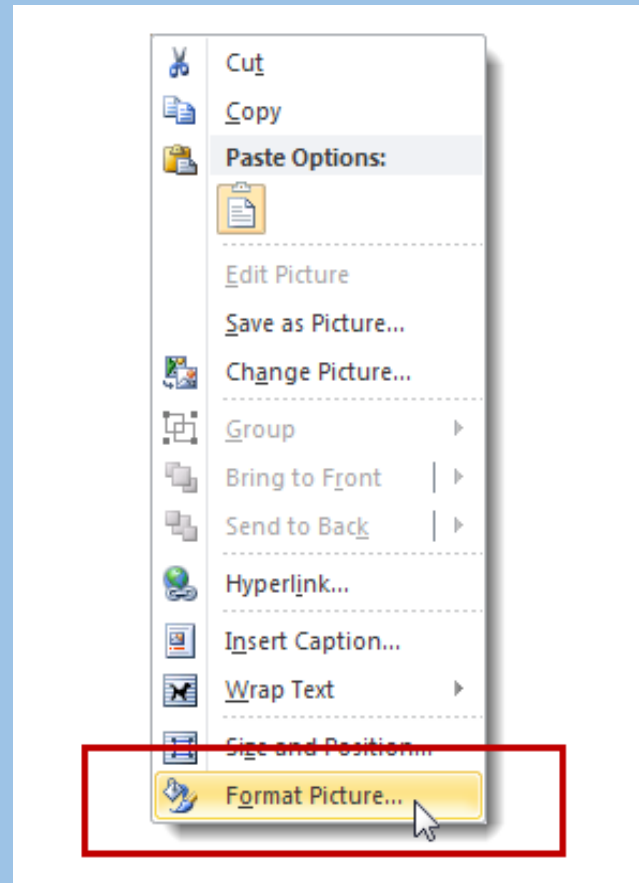 Cut
Copy
Paste Options:
Edit Picture
Save as Picture...
Change Picture...
Group
Bring to Front
Send to Back
Hyperlink...
Insert Caption...
Wrap Text
Size and Position...
Format Picture...